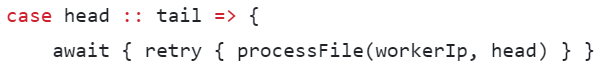 case head :: tail => {
    await { retry { processFile(workerIp, head) } }